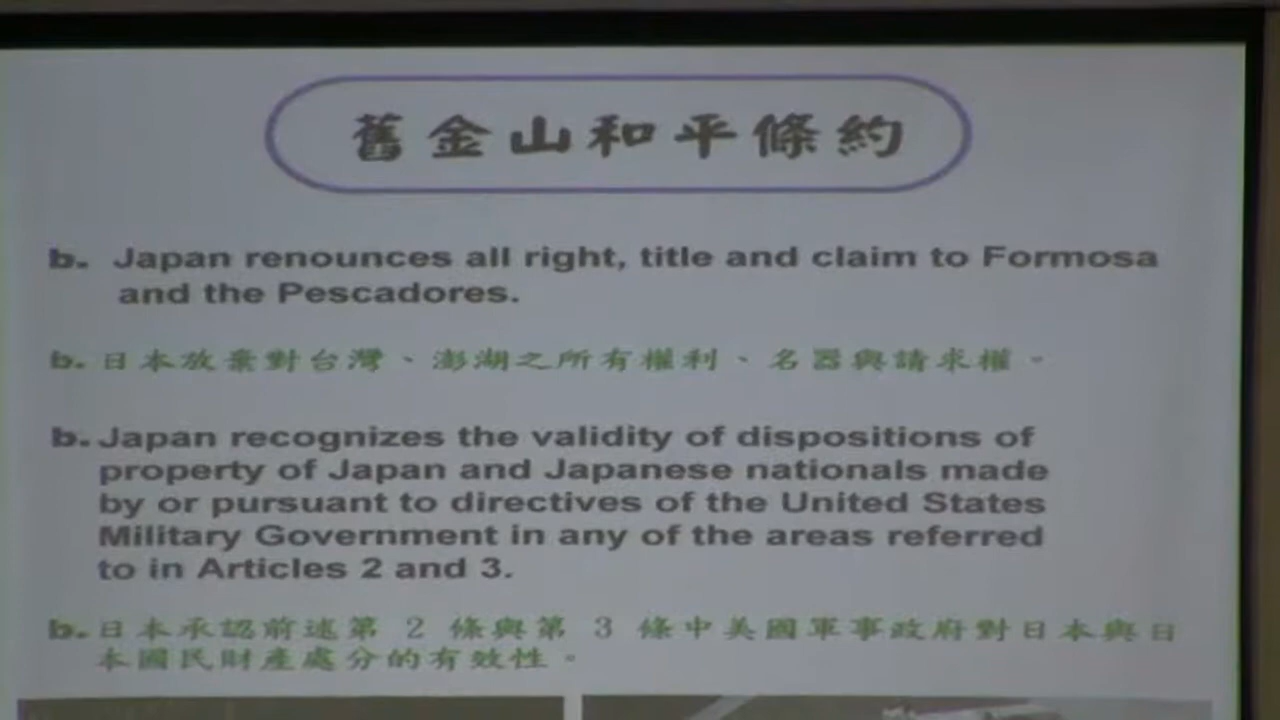 舊金山和平條約
b. Japan renounces all right, title and claim to Formosa
and the Pescadores.
b. 日本放棄對台灣、澎湖之所有權利、名器與請求權。
b. Japan recognizes the validity of dispositions of
property of Japan and Japanese nationals made
by or pursuant to directives of the United States
Military Government in any of the areas referred
to in Articles 2 and 3.
b. 日本承認前述第 2 條與第 3 條中美國軍事政府對日本與日
本國民財產處分的有效性。